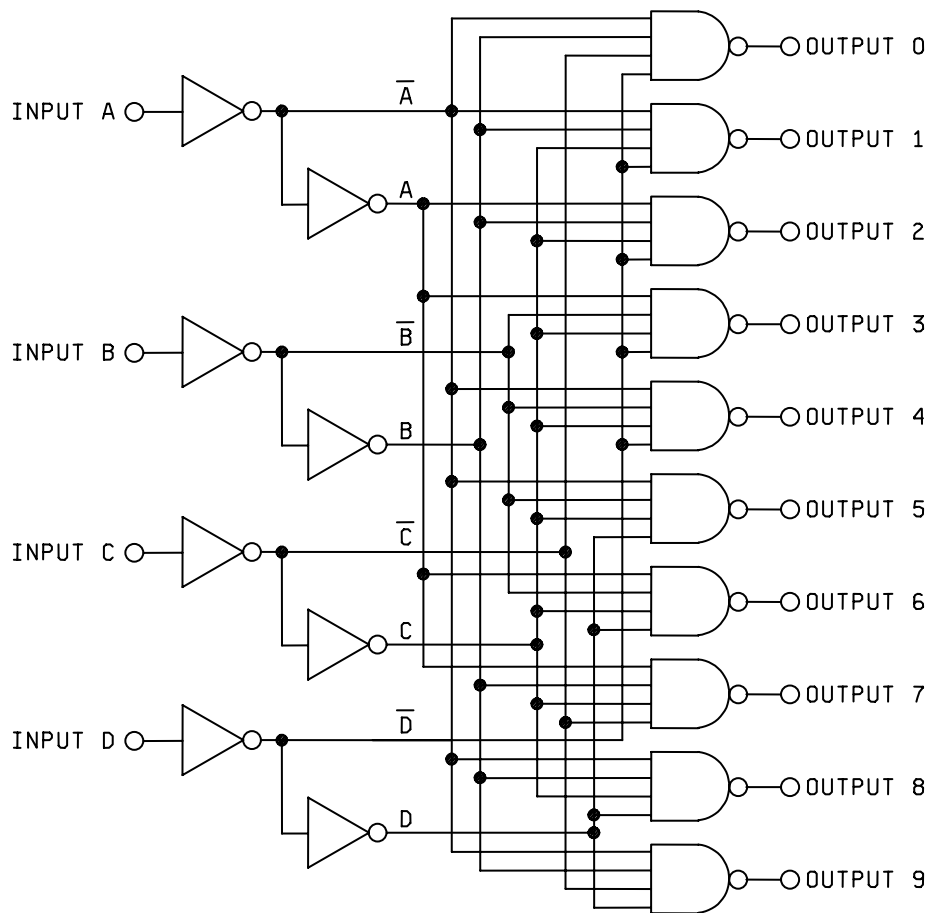 OUTPUT 0
INPUT A
A̅
OUTPUT 1
A
OUTPUT 2
INPUT B
B̅
OUTPUT 3
B
OUTPUT 4
OUTPUT 5
INPUT C
C̅
OUTPUT 6
C
OUTPUT 7
INPUT D
D̅
OUTPUT 8
D
OUTPUT 9